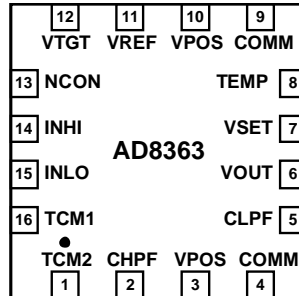 12 11 10 9
VTGT VREF VPOS COMM
13 NCON TEMP 8
14 INHI VSET 7
AD8363
15 INLO VOUT 6
16 TCM1 CLPF 5
TCM2 CHPF VPOS COMM
1 2 3 4